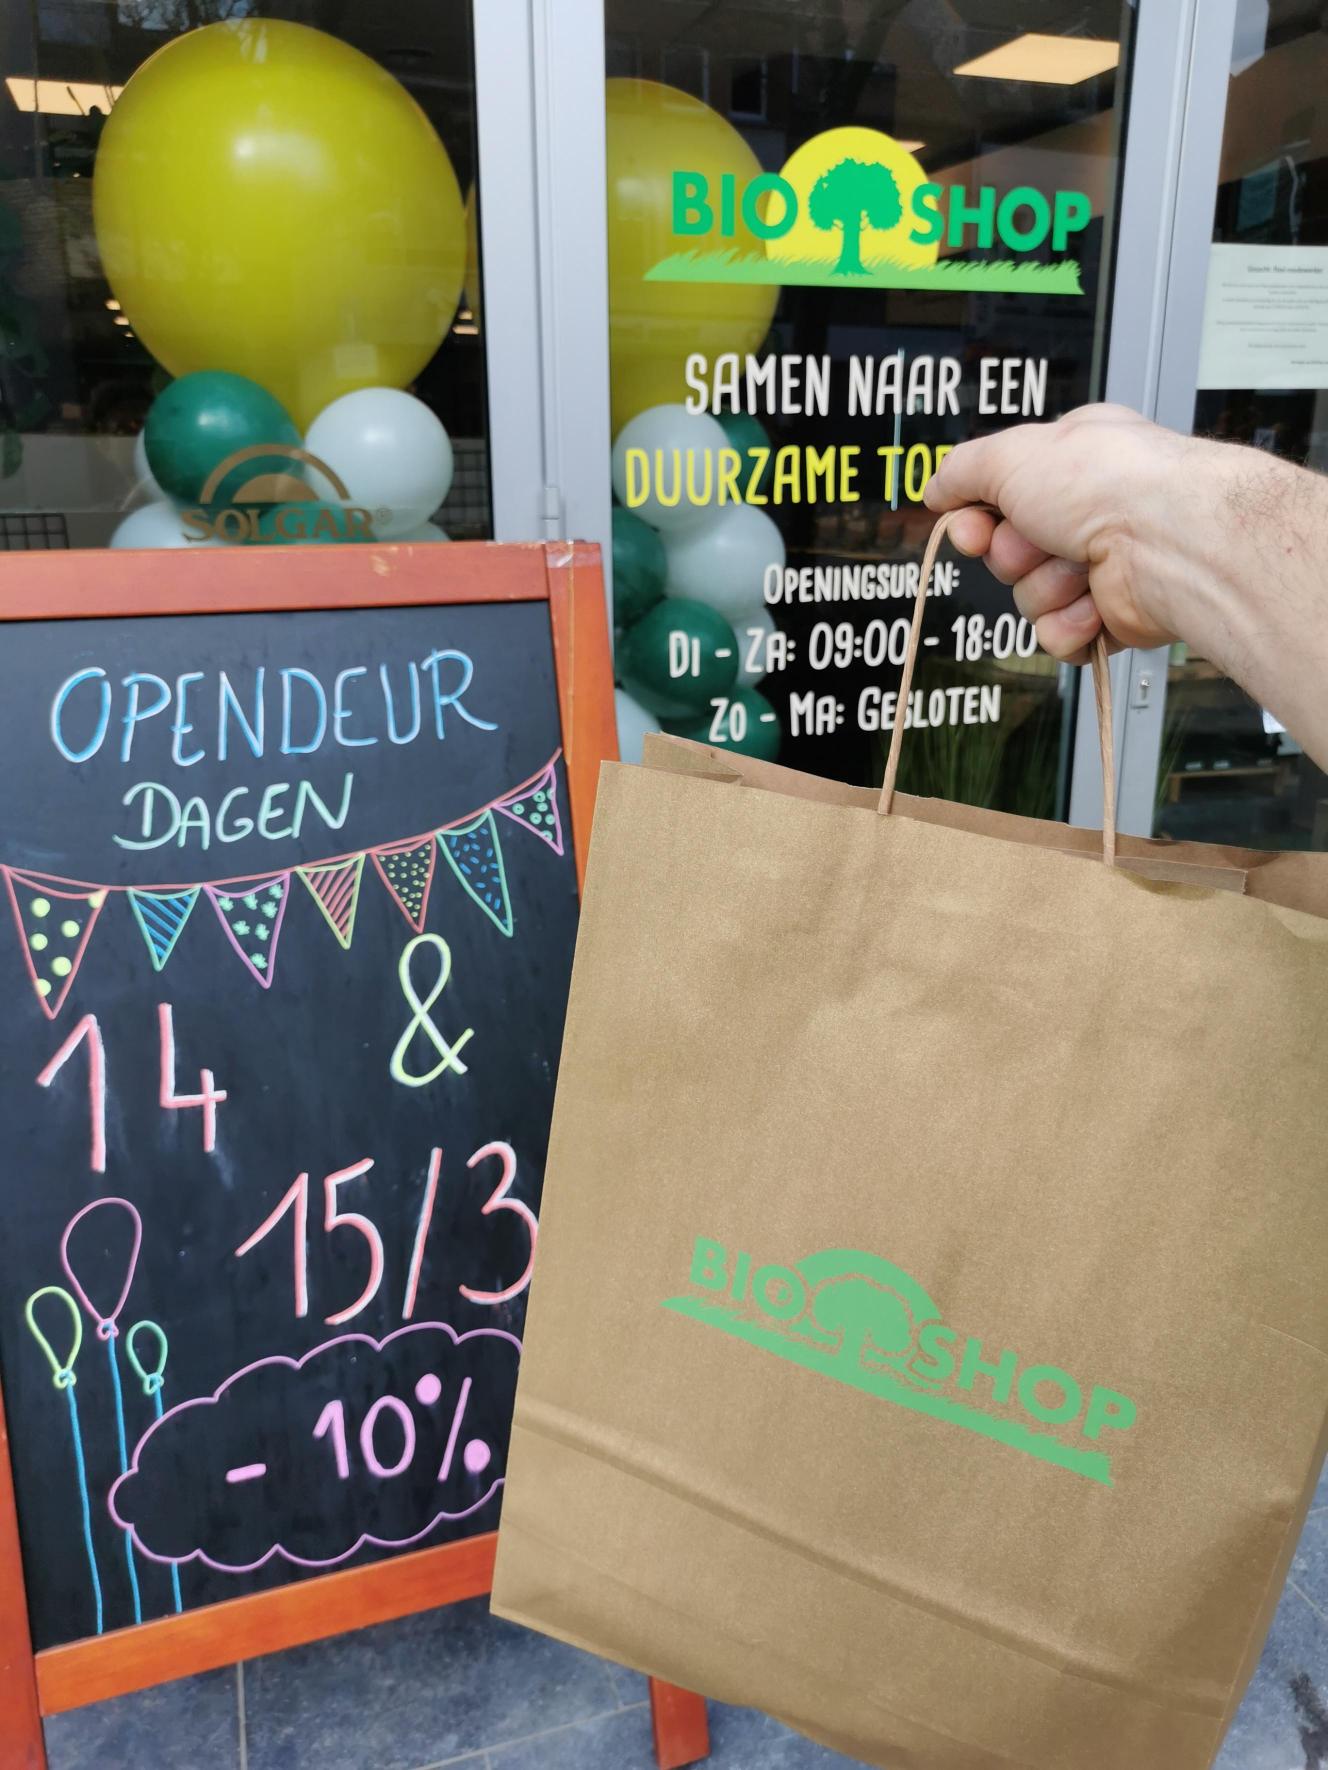 BIO SHOP
SAMEN NAAR EEN
DUURZAME
OPENINGSUREN:
DI - ZA: 09:00 - 18:00
ZO - MA: GESLOTEN
SOLGAR®
OPENDEUR
DAGEN
14 &
15/3
- 10%
BIO SHOP